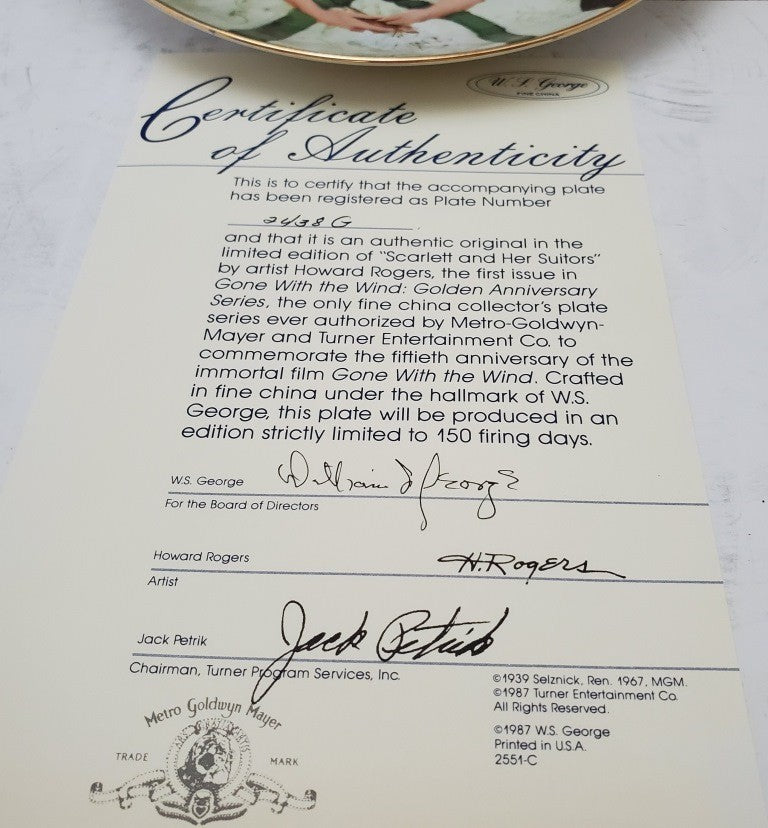 W. S. George
FINE CHINA
Certificate
of Authenticity
This is to certify that the accompanying plate
has been registered as Plate Number
2438 G
and that it is an authentic original in the
limited edition of "Scarlett and Her Suitors"
by artist Howard Rogers, the first issue in
Gone With the Wind: Golden Anniversary
Series, the only fine china collector's plate
series ever authorized by Metro-Goldwyn-
Mayer and Turner Entertainment Co. to
commemorate the fiftieth anniversary of the
immortal film Gone With the Wind. Crafted
in fine china under the hallmark of W.S.
George, this plate will be produced in an
edition strictly limited to 150 firing days.
W.S. George William S George
For the Board of Directors
Howard Rogers H. Rogers
Artist
Jack Petrik Jack Petrik
Chairman, Turner Program Services, Inc.
©1939 Selznick, Ren. 1967, MGM.
©1987 Turner Entertainment Co.
All Rights Reserved.
©1987 W.S. George
Printed in U.S.A.
2551-C
Metro Goldwyn Mayer
ARS GRATIA ARTIS
TRADE MARK